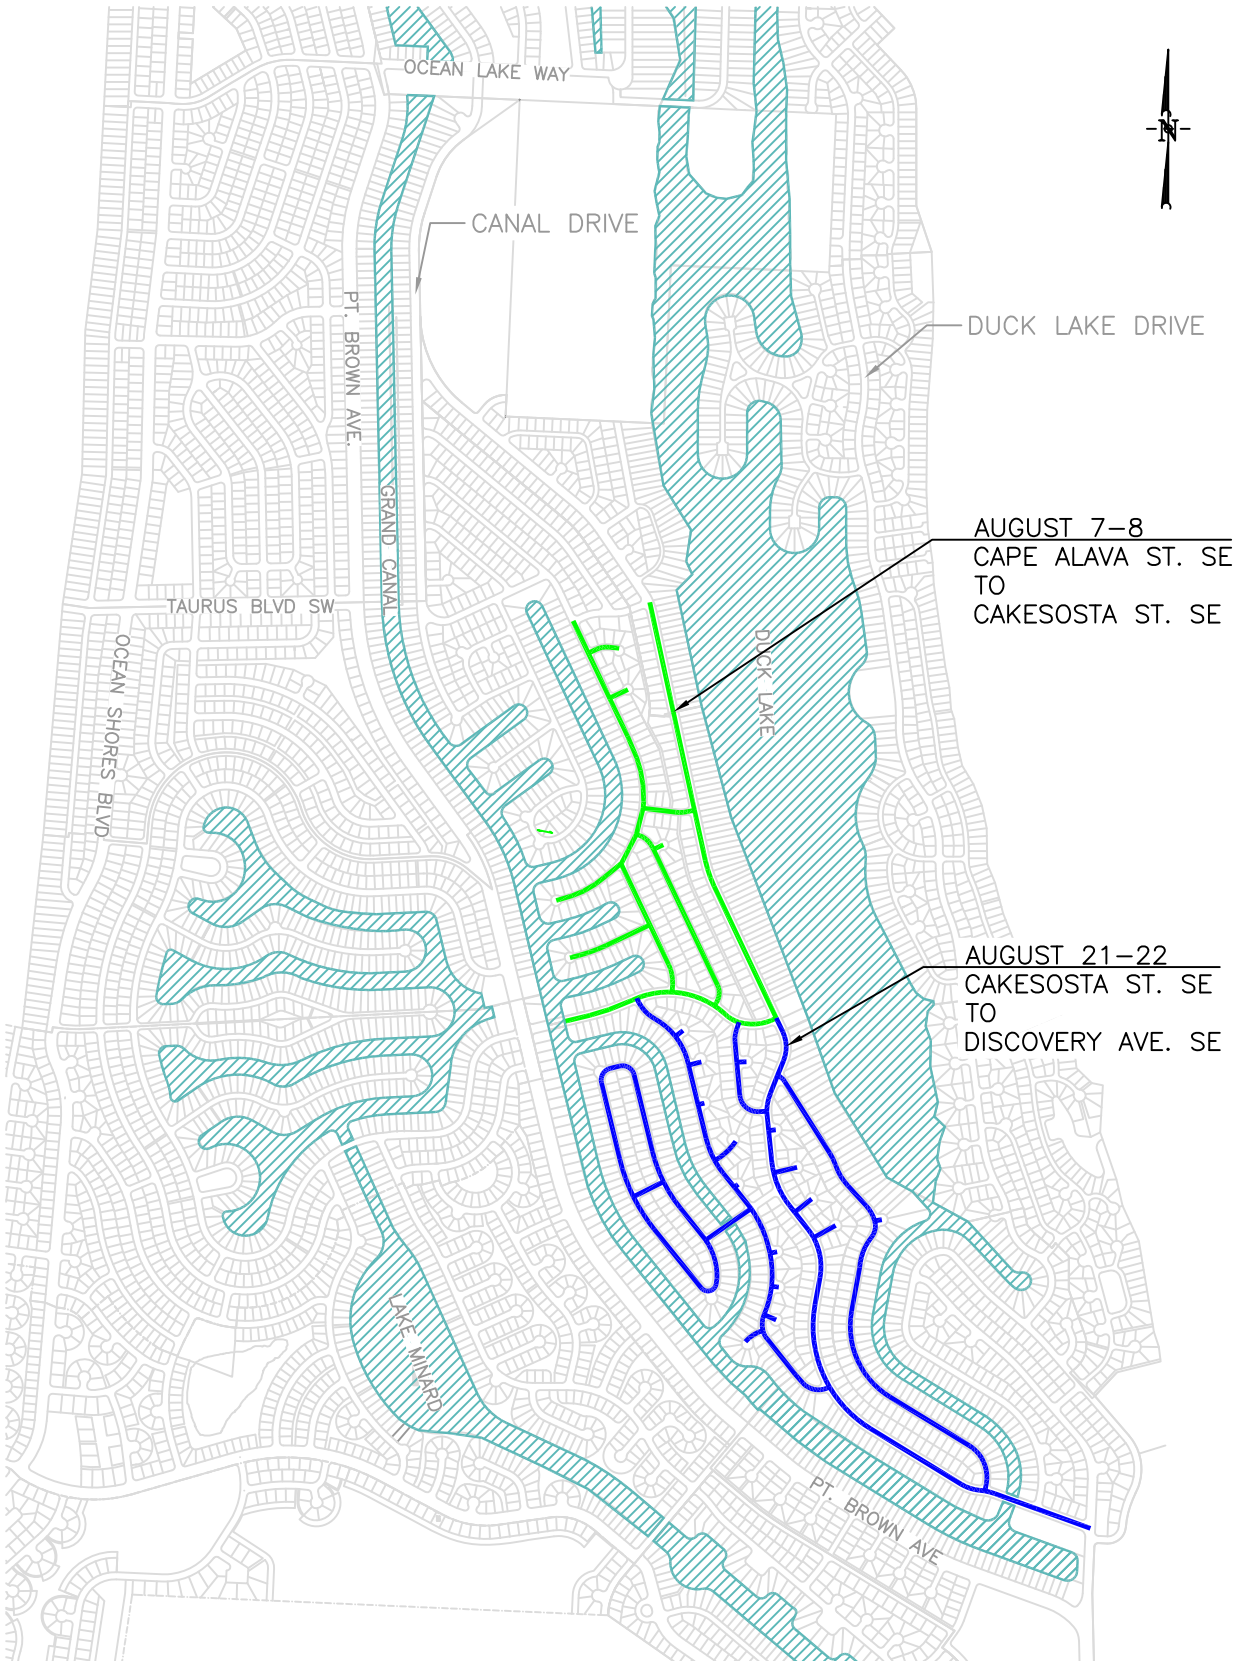 OCEAN LAKE WAY
N
CANAL DRIVE
PT. BROWN AVE.
DUCK LAKE DRIVE
GRAND CANAL
AUGUST 7-8
CAPE ALAVA ST. SE
TO
CAKESOSTA ST. SE
TAURUS BLVD SW
OCEAN SHORES BLVD
DUCK LAKE
AUGUST 21-22
CAKESOSTA ST. SE
TO
DISCOVERY AVE. SE
LAKE MINARD
PT. BROWN AVE